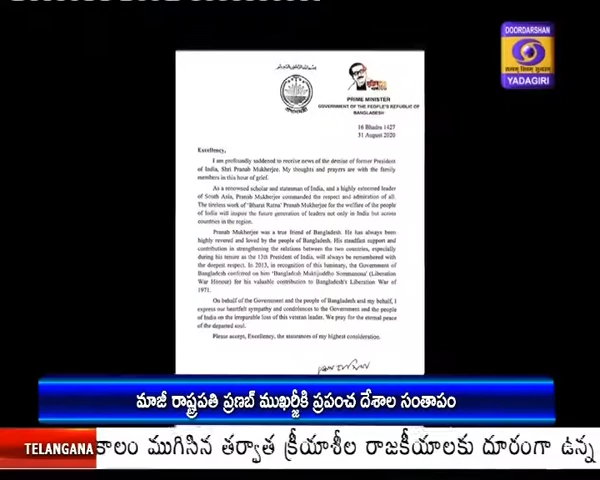 DOORDARSHAN
YADAGIRI
PRIME MINISTER
GOVERNMENT OF THE PEOPLE'S REPUBLIC OF
BANGLADESH
16 Bhadra 1427
31 August 2020
Excellency,
I am profoundly saddened to receive news of the demise of former President
of India, Shri Pranab Mukherjee. My thoughts and prayers are with the family
members in this hour of grief.
As a renowned scholar and statesman of India, and a highly esteemed leader
of South Asia, Pranab Mukherjee commanded the respect and admiration of all.
The tireless work of 'Bharat Ratna' Pranab Mukherjee for the welfare of the people
of India will inspire the future generation of leaders not only in India but across
countries in the region.
Pranab Mukherjee was a true friend of Bangladesh. He has always been
highly revered and loved by the people of Bangladesh. His steadfast support and
contribution in strengthening the relations between the two countries, especially
during his tenure as the 13th President of India, will always be remembered with
the deepest respect. In 2013, in recognition of this luminary, the Government of
Bangladesh conferred on him 'Bangladesh Muktijuddho Sommanona' (Liberation
War Honour) for his valuable contribution to Bangladesh's Liberation War of
1971.
On behalf of the Government and the people of Bangladesh and my behalf, I
express our heartfelt sympathy and condolences to the Government and the people
of India on the irreparable loss of this veteran leader. We pray for the eternal peace
of the departed soul.
Please accept, Excellency, the assurances of my highest consideration.
మాజీ రాష్ట్రపతి ప్రణబ్ ముఖర్జీకి ప్రపంచ దేశాల సంతాపం
TELANGANA కాలం ముగిసిన తర్వాత క్రీయాశీల రాజకీయాలకు దూరంగా ఉన్న